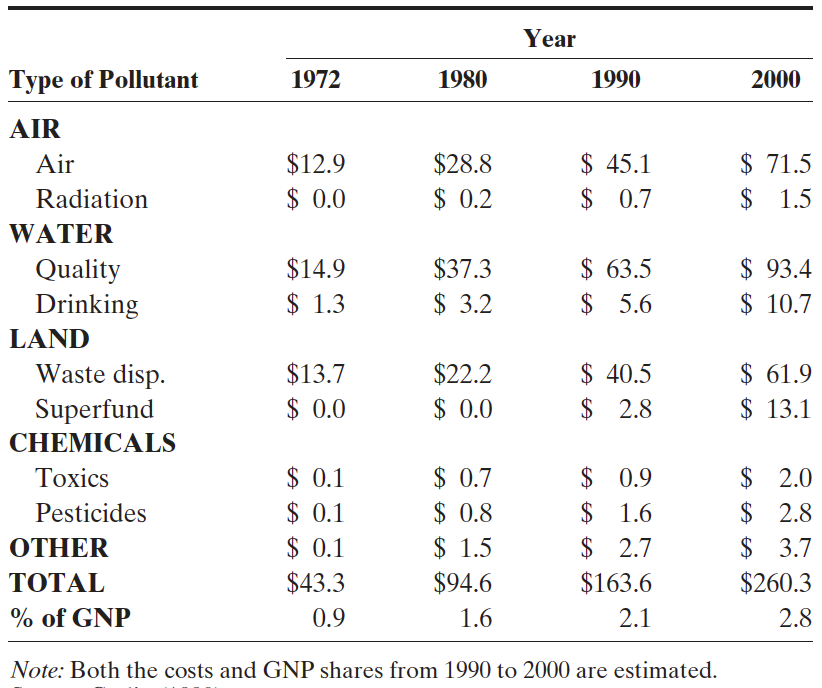 Year
Type of Pollutant 1972 1980 1990 2000
AIR
Air $12.9 $28.8 $ 45.1 $ 71.5
Radiation $ 0.0 $ 0.2 $ 0.7 $ 1.5
WATER
Quality $14.9 $37.3 $ 63.5 $ 93.4
Drinking $ 1.3 $ 3.2 $ 5.6 $ 10.7
LAND
Waste disp. $13.7 $22.2 $ 40.5 $ 61.9
Superfund $ 0.0 $ 0.0 $ 2.8 $ 13.1
CHEMICALS
Toxics $ 0.1 $ 0.7 $ 0.9 $ 2.0
Pesticides $ 0.1 $ 0.8 $ 1.6 $ 2.8
OTHER $ 0.1 $ 1.5 $ 2.7 $ 3.7
TOTAL $43.3 $94.6 $163.6 $260.3
% of GNP 0.9 1.6 2.1 2.8
Note: Both the costs and GNP shares from 1990 to 2000 are estimated.